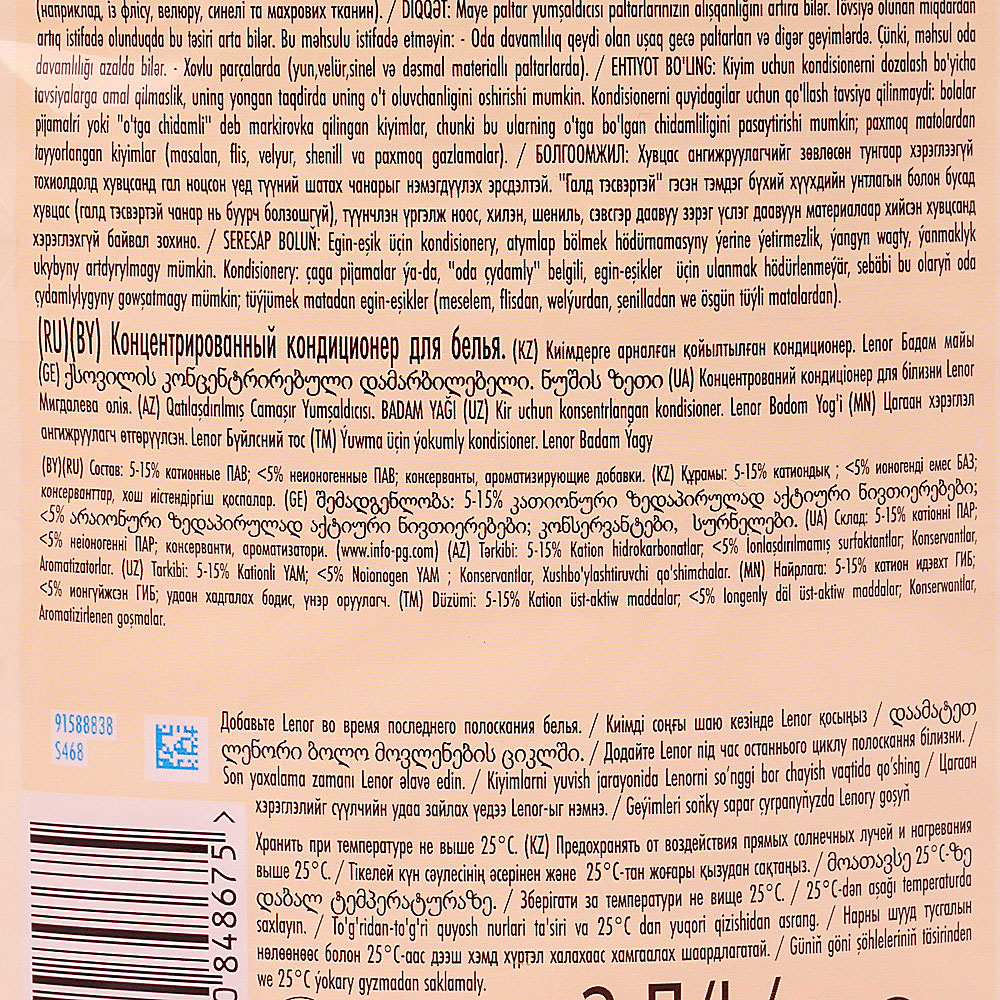 (наприклад, із флісу, велюру, синелі та махрових тканин). / DİQQƏT: Maye paltar yumşaldıcısı paltarlarınızın alışqanlığını artıra bilər. Tövsiyə olunan miqdardan
artıq istifadə olunduqda bu təsiri arta bilər. Bu məhsulu istifadə etməyin: - Oda davamlılıq qeydi olan uşaq gecə paltarları və digər geyimlərdə. Çünki, məhsul oda
davamlılığı azalda bilər. - Xovlu parçalarda (yun,velür,sinel və dəsmal materiallı paltarlarda). / EHTIYOT BO'LING: Kiyim uchun kondisionerni dozalash bo'yicha
tavsiyalarga amal qilmaslik, uning yongan taqdirda uning o't oluvchanligini oshirishi mumkin. Kondisionerni quyidagilar uchun qo'llash tavsiya qilinmaydi: bolalar
pijamalri yoki "o'tga chidamli" deb markirovka qilingan kiyimlar, chunki bu ularning o'tga bo'lgan chidamliligini pasaytirishi mumkin; paxmoq matolardan
tayyorlangan kiyimlar (masalan, flis, velyur, shenill va paxmoq gazlamalar). / БОЛГООМЖИЛ: Хувцас ангижруулагчийг зөвлөсөн тунгаар хэрэглээгүй
тохиолдолд хувцсанд гал ноцсон үед түүний шатах чанарыг нэмэгдүүлэх эрсдэлтэй. "Галд тэсвэртэй" гэсэн тэмдэг бүхий хүүхдийн унтлагын болон бусад
хувцас (галд тэсвэртэй чанар нь буурч болзошгүй), түүнчлэн үргэлж ноос, хилэн, шениль, сэвсгэр даавуу зэрэг үслэг даавуун материалаар хийсэн хувцсанд
хэрэглэхгүй байвал зохино. / SERESAP BOLUŇ: Egin-eşik üçin kondisionery, atymlap bölmek hödürnamasyny ýerine ýetirmezlik, ýangyn wagty, ýanmaklyk
ukybyny artdyrylmagy mümkin. Kondisionery: çaga pijamalar ýa-da, "oda çydamly" belgili, egin-eşikler üçin ulanmak hödürlenmeýär, sebäbi bu olaryň oda
çydamlylygyny gowşatmagy mümkin; tüýjümek matadan egin-eşikler (meselem, flisdan, welýurdan, şenilladan we ösgün tüýli matalardan).
(RU)(BY) Концентрированный кондиционер для белья. (KZ) Киімдерге арналған қойылтылған кондиционер. Lenor Бадам майы
(GE) ქსოვილის კონცენტრირებული დამარბილებელი. ნუშის ზეთი (UA) Концентрований кондиціонер для білизни Lenor
Мигдалева олія. (AZ) Qatılaşdırılmış Camaşır Yumşaldıcısı. BADAM YAĞI (UZ) Kir uchun konsentrlangan kondisioner. Lenor Bodom Yog'i (MN) Цагаан хэрэглэл
ангижруулагч өтгөрүүлсэн. Lenor Буйлсний тос (TM) Ýuwma üçin ýokumly kondisioner. Lenor Badam Ýagy
(BY)(RU) Состав: 5-15% катионные ПАВ; <5% неионогенные ПАВ; консерванты, ароматизирующие добавки. (KZ) Құрамы: 5-15% катиондық ; <5% ионогенді емес БАЗ;
консерванттар, хош иістендіргіш қоспалар. (GE) შემადგენლობა: 5-15% კათიონური ზედაპირულად აქტიური ნივთიერებები;
<5% არაიონური ზედაპირულად აქტიური ნივთიერებები; კონსერვანტები, სურნელები. (UA) Склад: 5-15% катіонні ПАР;
<5% неіоногенні ПАР; консерванти, ароматизатори. (www.info-pg.com) (AZ) Tərkibi: 5-15% Kation hidrokarbonatlar; <5% İonlaşdırılmamış surfaktantlar; Konservantlar,
Aromatizatorlar. (UZ) Tarkibi: 5-15% Kationli YAM; <5% Noionogen YAM ; Konservantlar, Xushbo'ylashtiruvchi qo'shimchalar. (MN) Найрлага: 5-15% катион идэвхт ГИБ;
<5% ионгүйжсэн ГИБ; удаан хадгалах бодис, үнэр оруулагч. (TM) Düzümi: 5-15% Kation üst-aktiw maddalar; <5% Iongenly däl üst-aktiw maddalar; Konserwantlar,
Aromatizirlenen goşmalar.
91588838
S468
Добавьте Lenor во время последнего полоскания белья. / Киімді соңғы шаю кезінде Lenor қосыңыз / დაამატეთ
ლენორი ბოლო მოვლენების ციკლში. / Додайте Lenor під час останнього циклу полоскання білизни. /
Son yaxalama zamanı Lenor əlavə edin. / Kiyimlarni yuvish jarayonida Lenorni so'nggi bor chayish vaqtida qo'shing / Цагаан
хэрэглэлийг сүүлчийн удаа зайлах үедээ Lenor-ыг нэмнэ. / Geýimleri soňky sapar çyrpanyňyzda Lenory goşyň
Хранить при температуре не выше 25°С. (KZ) Предохранять от воздействия прямых солнечных лучей и нагревания
выше 25°С. / Тікелей күн сәулесінің әсерінен және 25°С-тан жоғары қызудан сақтаңыз. / მოათავსე 25°C-ზე
დაბალ ტემპერატურაზე. / Зберігати за температури не вище 25°С. / 25°C-dən aşağı temperaturda
saxlayın. / To'g'ridan-to'g'ri quyosh nurlari ta'siri va 25°C dan yuqori qizishidan asrang. / Нарны шууд тусгалын
нөлөөнөөс болон 25°С-аас дээш хэмд хүртэл халахаас хамгаалах шаардлагатай. / Günüň göni şöhleleriniň täsirinden
we 25°C ýokary gyzmadan saklamaly.
084867 5 >